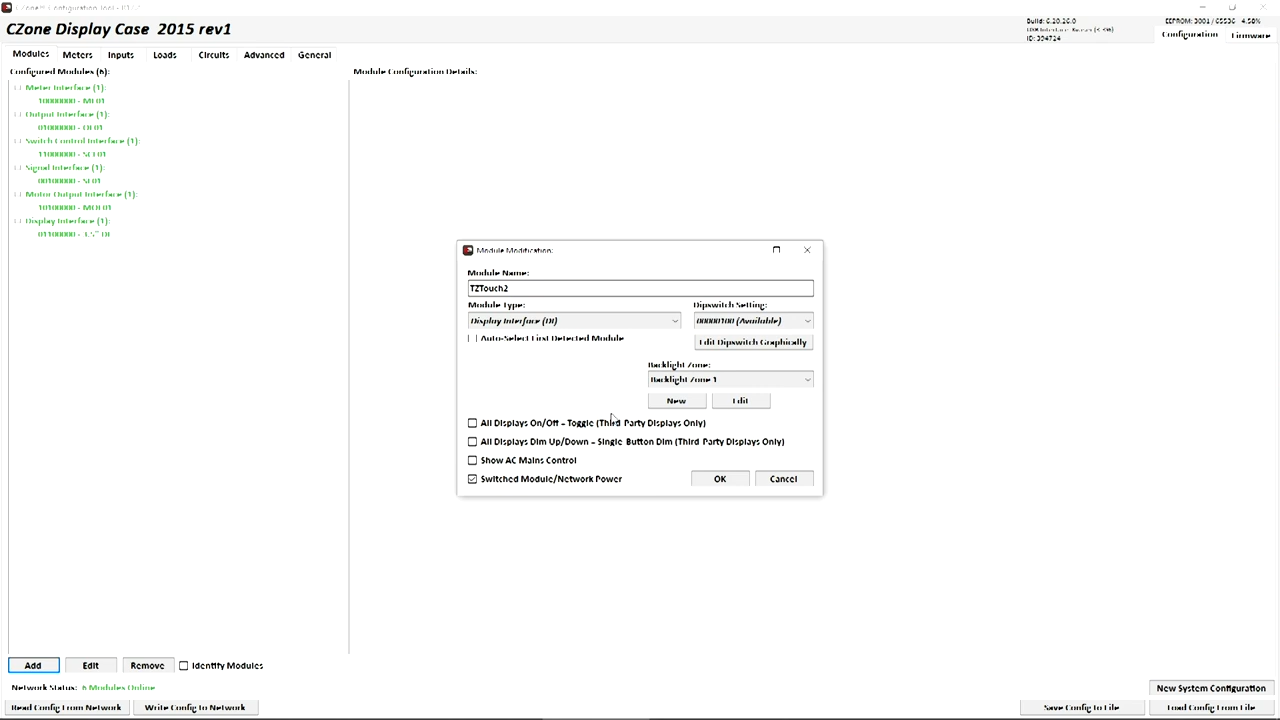 CZone Display Case 2015 rev1
Configuration
Firmware
Modules Meters Inputs Loads Circuits Advanced General
Configured Modules (6):
Module Configuration Details:
Meter Interface (1):
Output Interface (1):
Switch Control Interface (1):
Signal Interface (1):
Motor Output Interface (1):
Display Interface (1):
Module Modification:
Module Name:
TZTouch2
Module Type:
Dipswitch Setting:
Display Interface (DI)
00000100 (Available)
Auto-Select First Detected Module
Edit Dipswitch Graphically
Backlight Zone:
Backlight Zone 1
New
Edit
All Displays On/Off - Toggle (Third Party Displays Only)
All Displays Dim Up/Down - Single Button Dim (Third Party Displays Only)
Show AC Mains Control
Switched Module/Network Power
OK
Cancel
Add
Edit
Remove
Identify Modules
Network Status: 6 Modules Online
New System Configuration
Read Config From Network
Write Config to Network
Save Config to File
Load Config From File